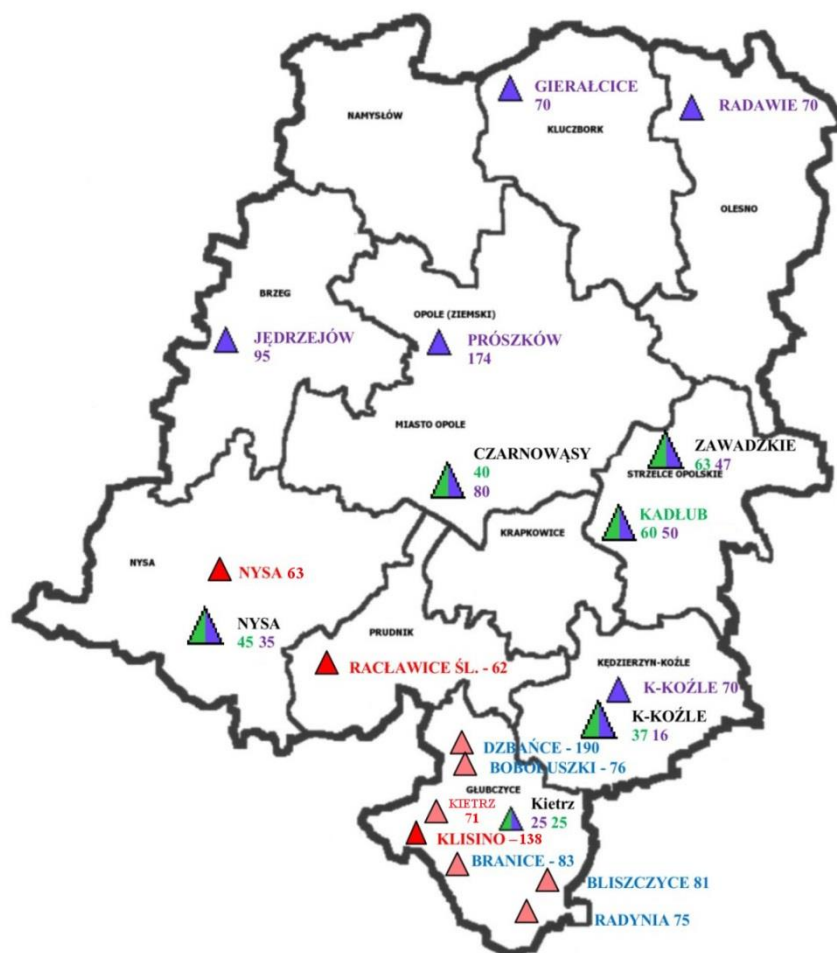 GIERAŁCICE
70
RADAWIE 70
NAMYSŁÓW
KLUCZBORK
OLESNO
BRZEG
OPOLE (ZIEMSKI)
JĘDRZEJÓW
95
PRÓSZKÓW
174
MIASTO OPOLE
CZARNOWĄSY
40
80
ZAWADZKIE
63 47
STRZELCE OPOLSKIE
KADŁUB
60 50
KRAPKOWICE
NYSA
NYSA 63
NYSA
45 35
PRUDNIK
RACŁAWICE ŚL. - 62
KĘDZIERZYN-KOŹLE
K-KOŹLE 70
K-KOŹLE
37 16
DZBAŃCE - 190
BOBOŁUSZKI - 76
GŁUBCZYCE
KIETRZ
71
Kietrz
25 25
KLISINO – 138
BRANICE - 83
BLISZCZYCE 81
RADYNIA 75